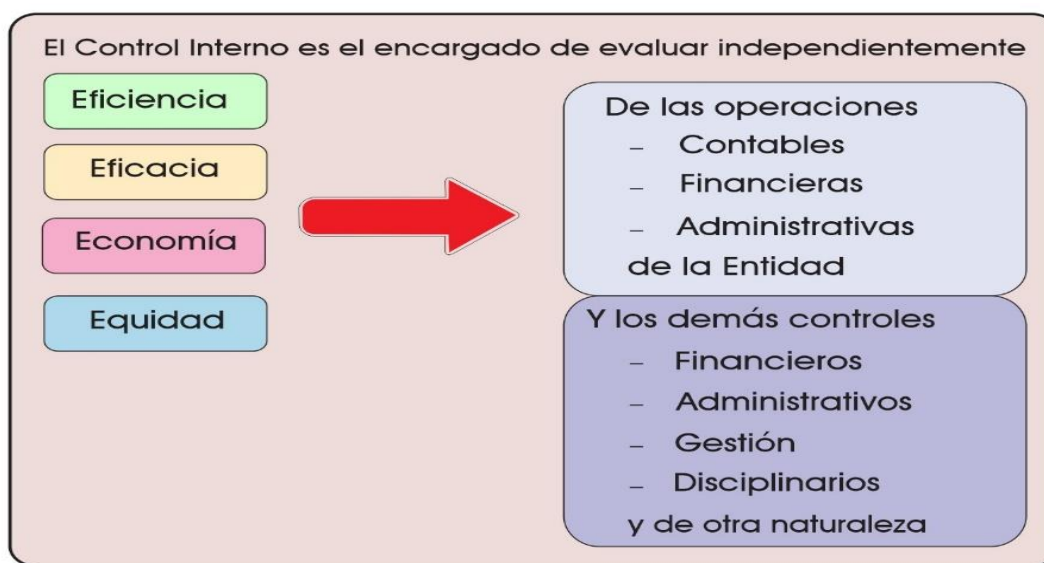 El Control Interno es el encargado de evaluar independientemente
Eficiencia
Eficacia
Economía
Equidad
De las operaciones
– Contables
– Financieras
– Administrativas
de la Entidad
Y los demás controles
– Financieros
– Administrativos
– Gestión
– Disciplinarios
y de otra naturaleza